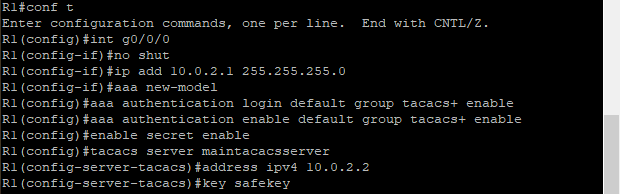 R1#conf t
Enter configuration commands, one per line.  End with CNTL/Z.
R1(config)#int g0/0/0
R1(config-if)#no shut
R1(config-if)#ip add 10.0.2.1 255.255.255.0
R1(config-if)#aaa new-model
R1(config)#aaa authentication login default group tacacs+ enable
R1(config)#aaa authentication enable default group tacacs+ enable
R1(config)#enable secret enable
R1(config)#tacacs server maintacacsserver
R1(config-server-tacacs)#address ipv4 10.0.2.2
R1(config-server-tacacs)#key safekey